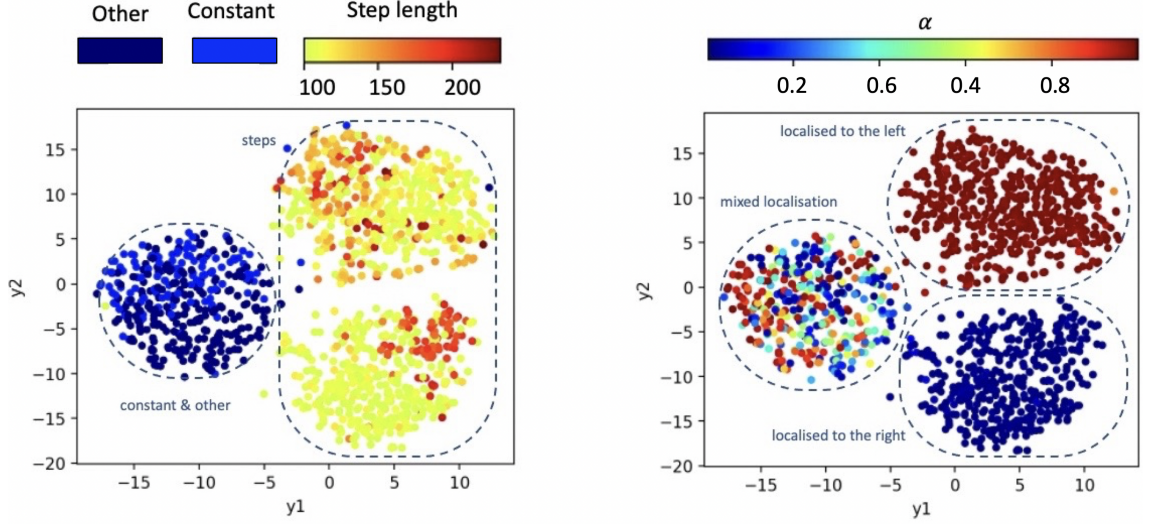 Other Constant Step length
100 150 200
steps
15
10
5
0
−5
−10
−15
−20
y2
constant & other
−15 −10 −5 0 5 10
y1
α
0.2 0.6 0.4 0.8
localised to the left
mixed localisation
localised to the right
15
10
5
0
−5
−10
−15
−20
y2
−15 −10 −5 0 5 10
y1